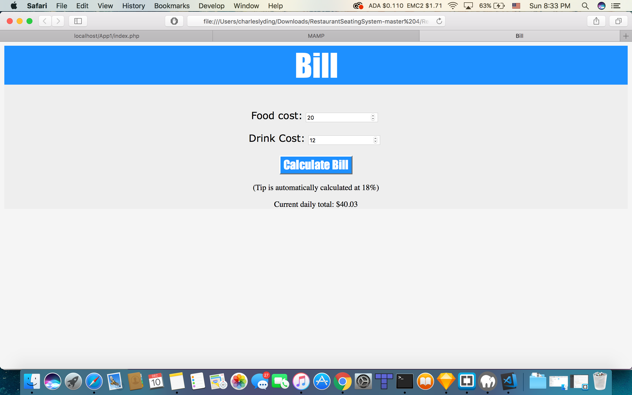 Safari File Edit View History Bookmarks Develop Window Help ADA $0.110 EMC2 $1.71 63% Sun 8:33 PM
file:///Users/charleslyding/Downloads/RestaurantSeatingSystem-master%204/Re
localhost/App1/index.php MAMP Bill
Bill
Food cost: 20
Drink Cost: 12
Calculate Bill
(Tip is automatically calculated at 18%)
Current daily total: $40.03
10